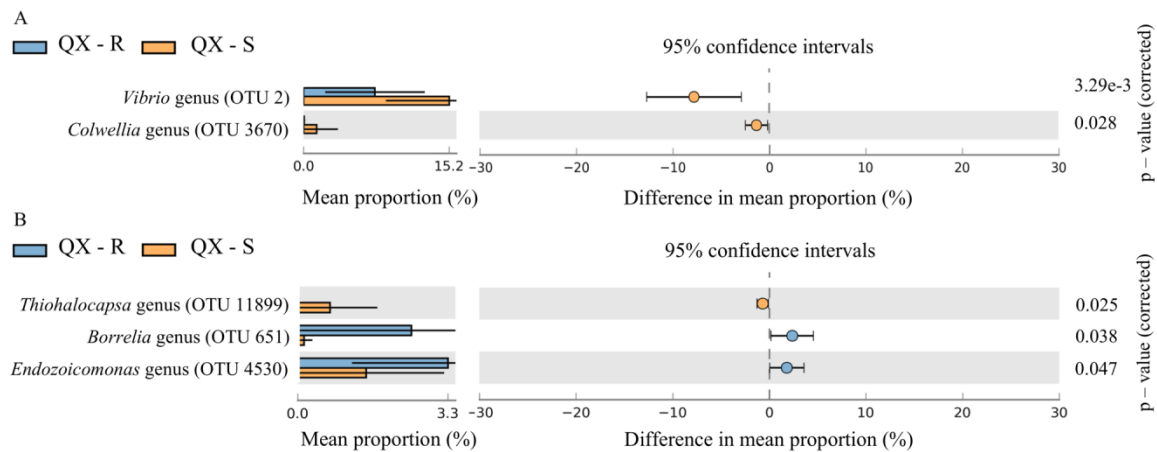 A
QX - R QX - S
95% confidence intervals
Vibrio genus (OTU 2)
Colwellia genus (OTU 3670)
3.29e-3
0.028
p – value (corrected)
0.0 15.2
−30 −20 −10 0 10 20 30
Mean proportion (%)
Difference in mean proportion (%)
B
QX - R QX - S
95% confidence intervals
Thiohalocapsa genus (OTU 11899)
Borrelia genus (OTU 651)
Endozoicomonas genus (OTU 4530)
0.025
0.038
0.047
p – value (corrected)
0.0 3.3
−30 −20 −10 0 10 20 30
Mean proportion (%)
Difference in mean proportion (%)